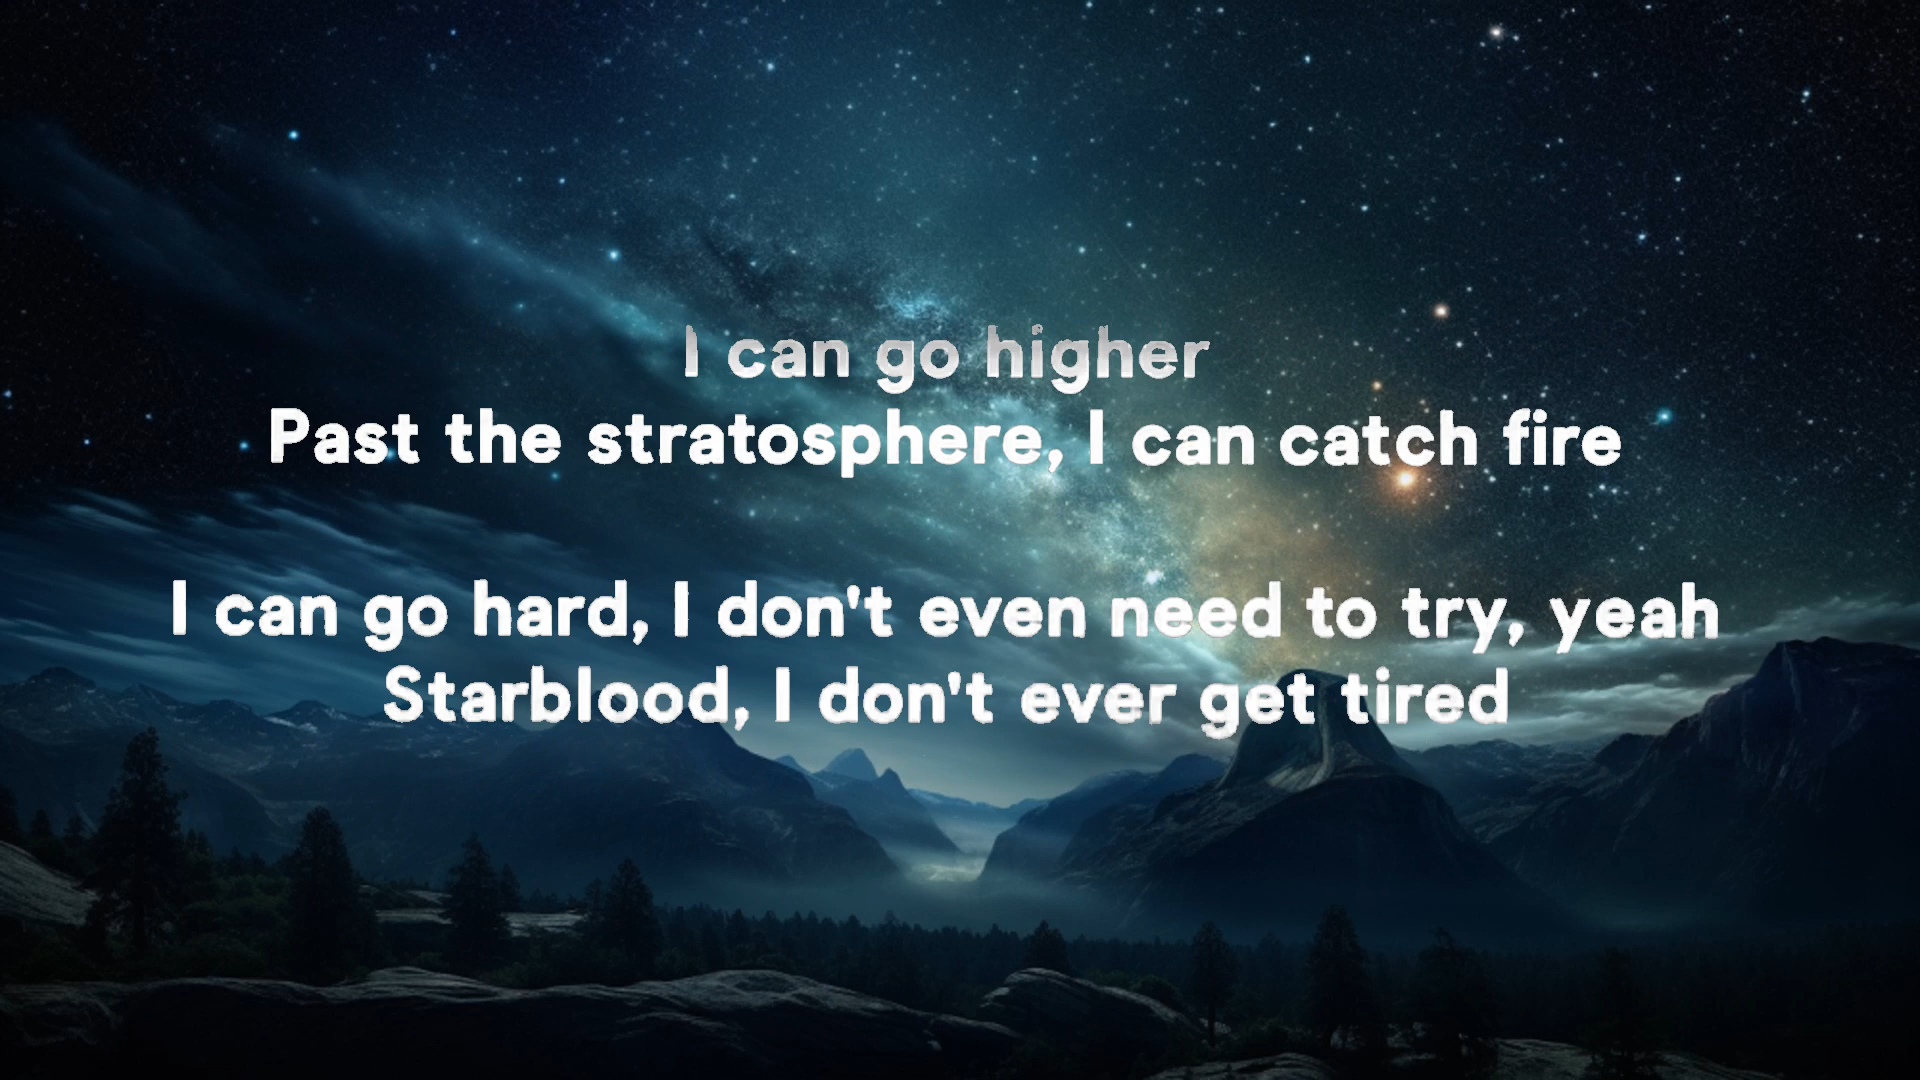 I can go higher
Past the stratosphere, I can catch fire
I can go hard, I don't even need to try, yeah
Starblood, I don't ever get tired